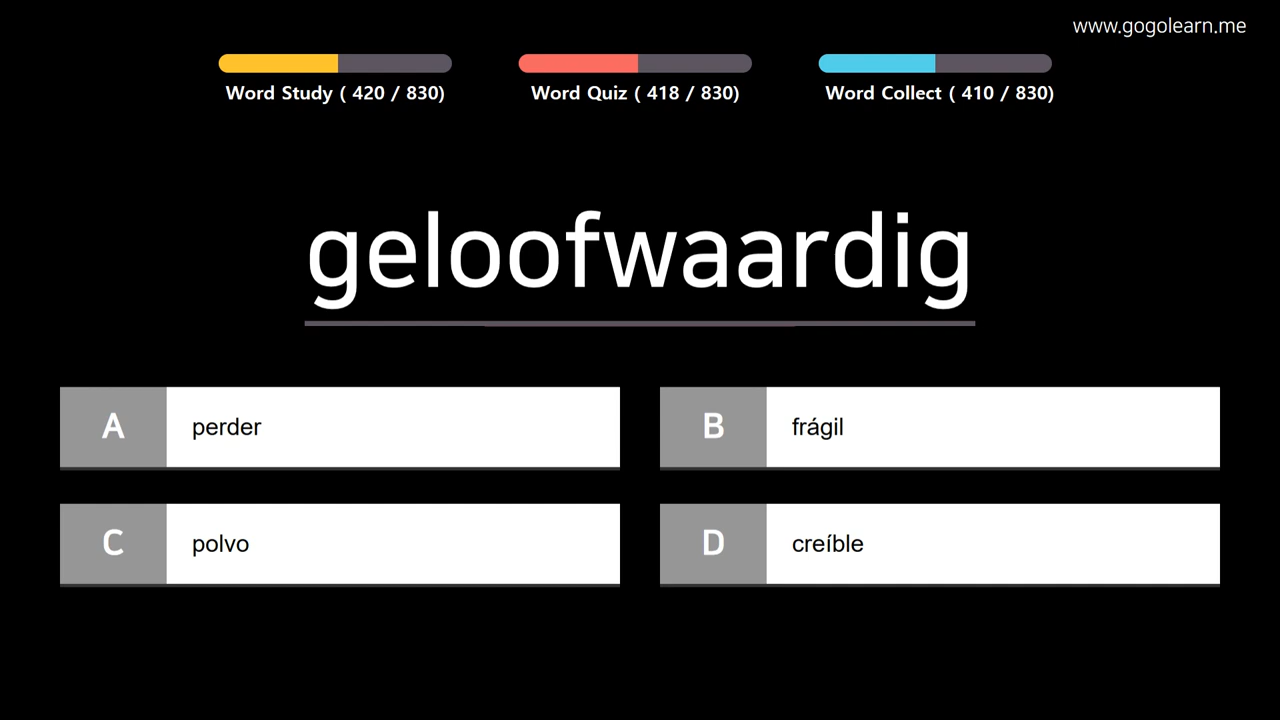 www.gogolearn.me
Word Study ( 420 / 830)
Word Quiz ( 418 / 830)
Word Collect ( 410 / 830)
geloofwaardig
A perder
B frágil
C polvo
D creíble